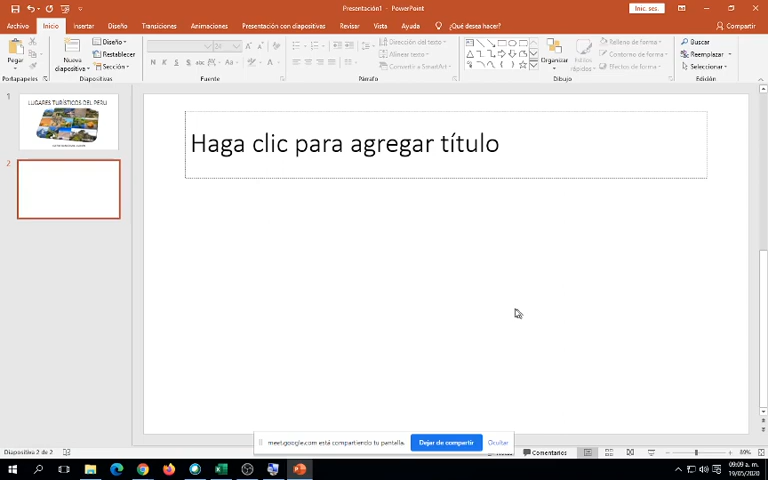 Presentación1 - PowerPoint
Inic. ses.
Archivo Inicio Insertar Diseño Transiciones Animaciones Presentación con diapositivas Revisar Vista Ayuda ¿Qué desea hacer? Compartir
Pegar
Nueva diapositiva
Diseño
Restablecer
Sección
Dirección del texto
Alinear texto
Convertir a SmartArt
Organizar
Estilos rápidos
Relleno de forma
Contorno de forma
Efectos de forma
Buscar
Reemplazar
Seleccionar
Portapapeles Diapositivas Fuente Párrafo Dibujo Edición
1
LUGARES TURÍSTICOS DEL PERU
2
Haga clic para agregar título
meet.google.com está compartiendo tu pantalla. Dejar de compartir Ocultar
Diapositiva 2 de 2 Comentarios 89%
09:09 a. m.
19/05/2020